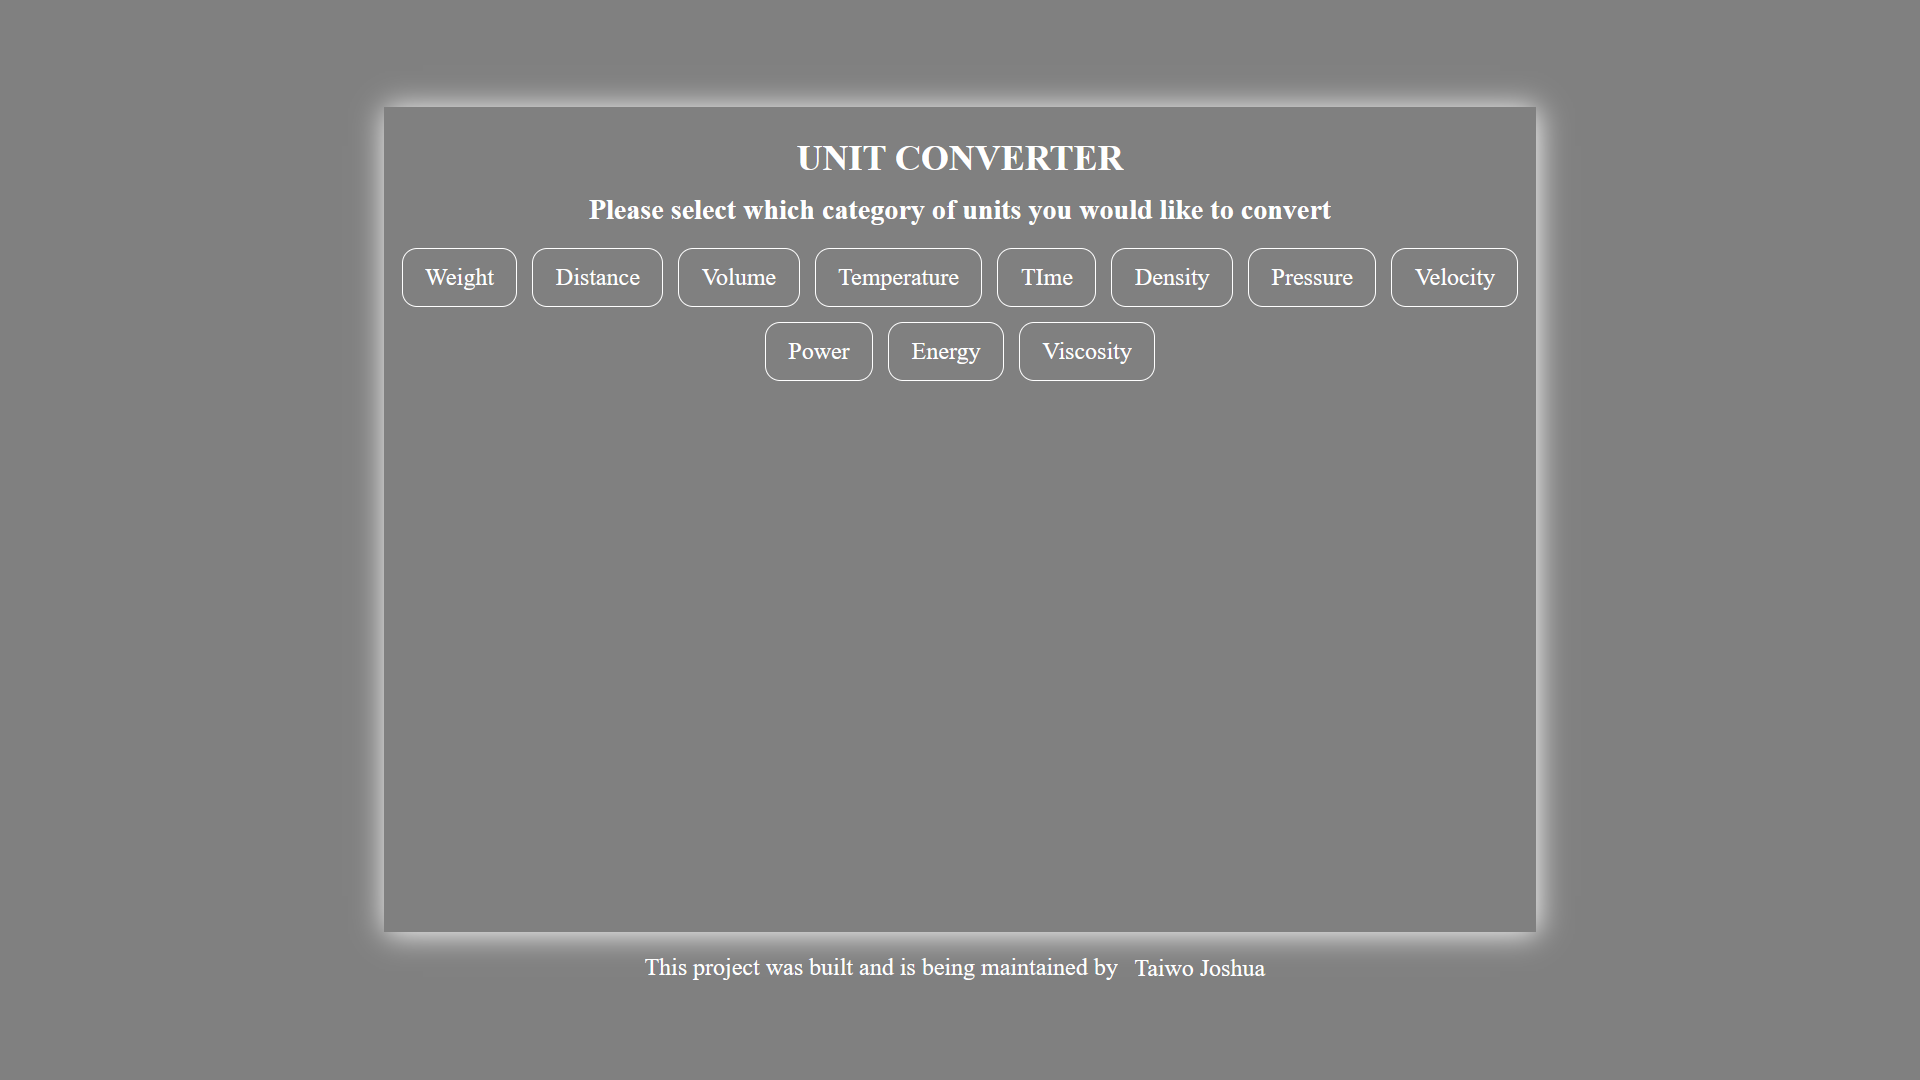 UNIT CONVERTER
Please select which category of units you would like to convert
Weight Distance Volume Temperature TIme Density Pressure Velocity
Power Energy Viscosity
This project was built and is being maintained by Taiwo Joshua